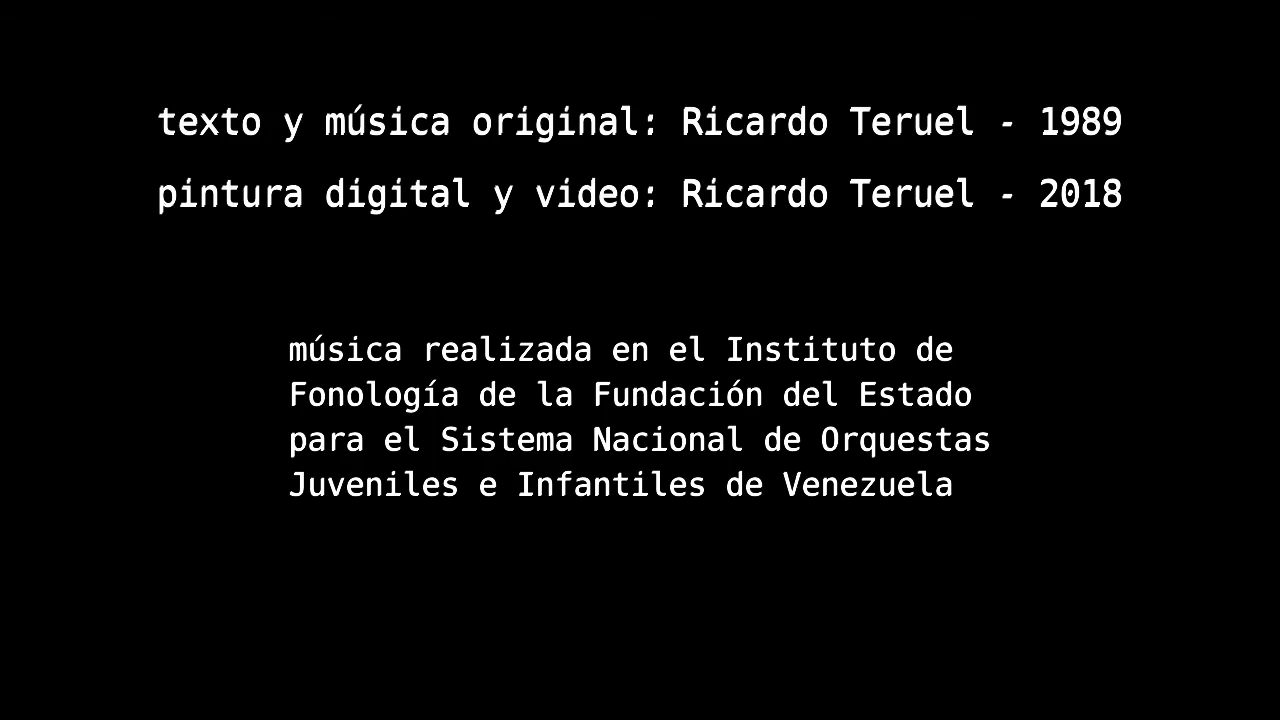 texto y música original: Ricardo Teruel - 1989
pintura digital y video: Ricardo Teruel - 2018
música realizada en el Instituto de
Fonología de la Fundación del Estado
para el Sistema Nacional de Orquestas
Juveniles e Infantiles de Venezuela